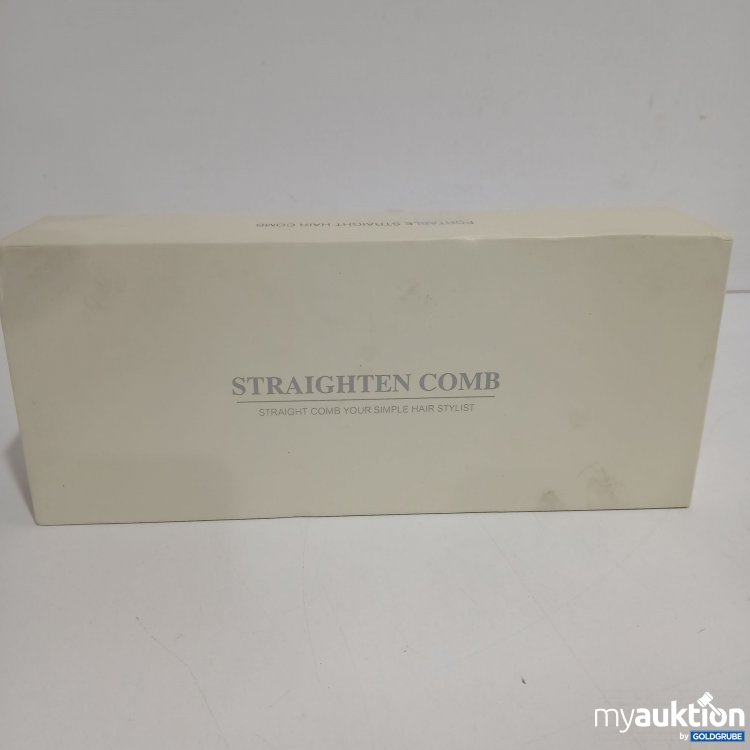 PORTABLE STRAIGHT HAIR COMB
STRAIGHTEN COMB
STRAIGHT COMB YOUR SIMPLE HAIR STYLIST
myauktion
by GOLDGRUBE